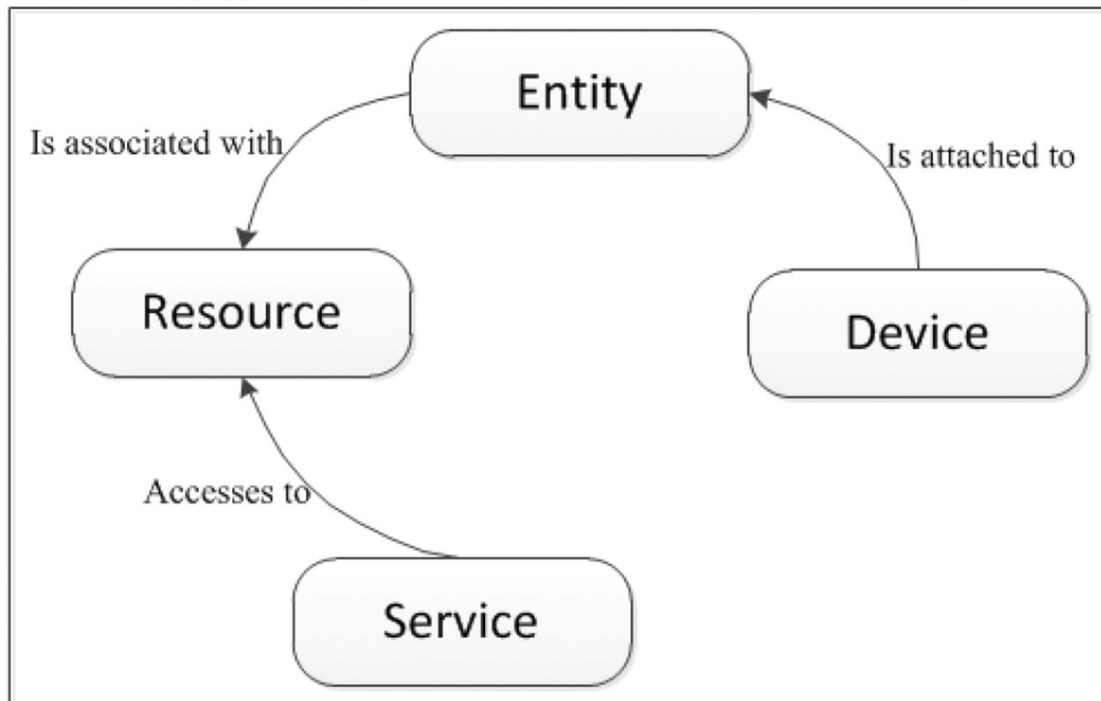 Entity
Is associated with
Is attached to
Resource
Device
Accesses to
Service